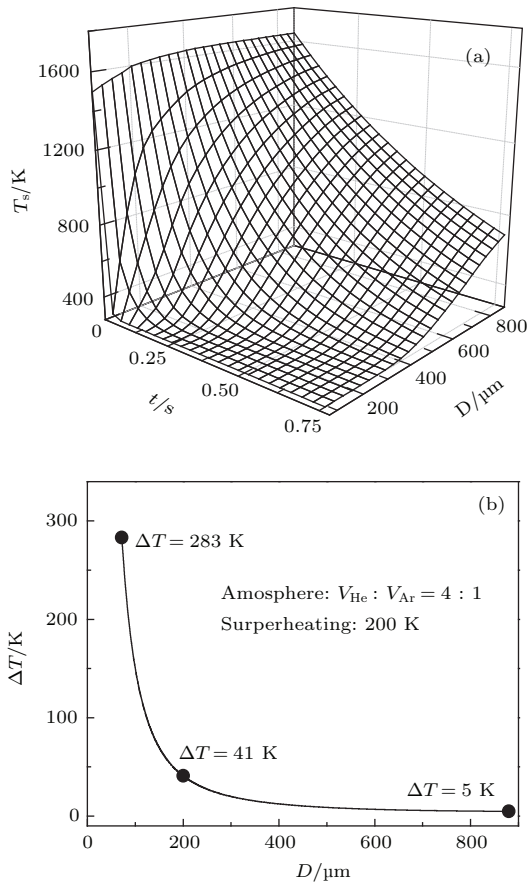 (a)
1600
1200
800
400
T_s/K
0
0.25
0.50
0.75
t/s
200
400
600
800
D/μm
(b)
300
200
100
0
ΔT/K
ΔT = 283 K
Amosphere: V_He : V_Ar = 4 : 1
Surperheating: 200 K
ΔT = 41 K
ΔT = 5 K
0
200
400
600
800
D/μm